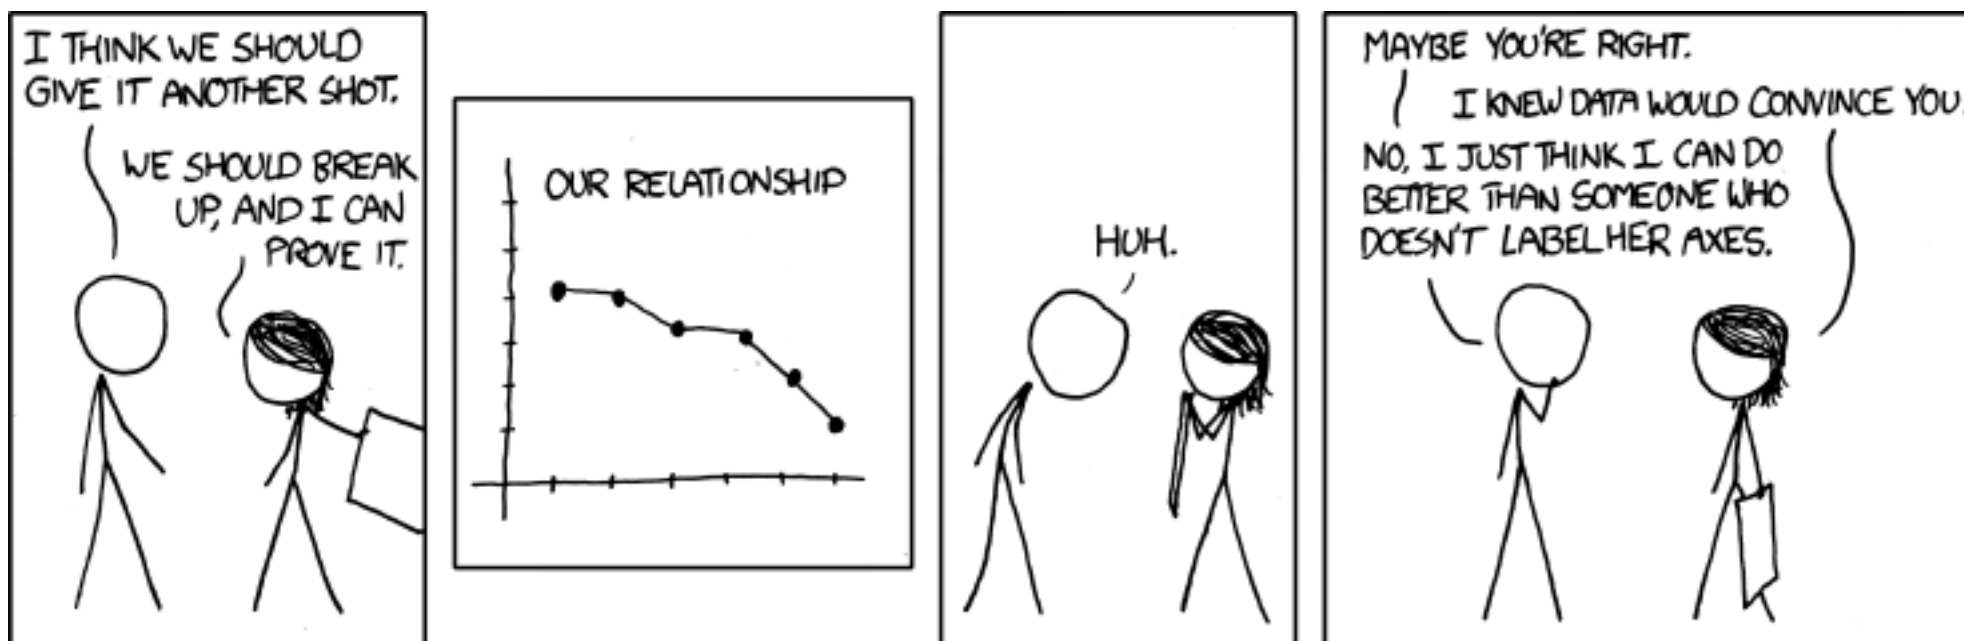 I THINK WE SHOULD
GIVE IT ANOTHER SHOT.
WE SHOULD BREAK
UP, AND I CAN
PROVE IT.
OUR RELATIONSHIP
HUH.
MAYBE YOU'RE RIGHT.
I KNEW DATA WOULD CONVINCE YOU.
NO, I JUST THINK I CAN DO
BETTER THAN SOMEONE WHO
DOESN'T LABEL HER AXES.